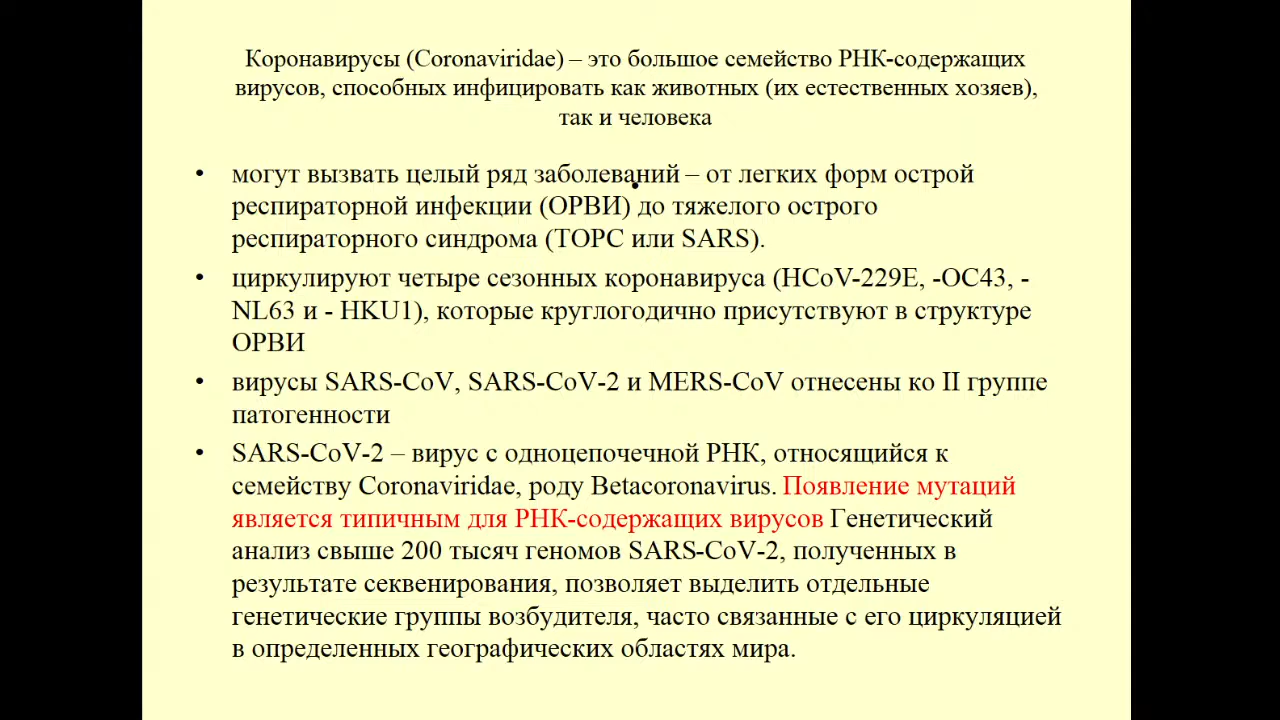 Коронавирусы (Coronaviridae) – это большое семейство РНК-содержащих
вирусов, способных инфицировать как животных (их естественных хозяев),
так и человека
• могут вызвать целый ряд заболеваний – от легких форм острой
респираторной инфекции (ОРВИ) до тяжелого острого
респираторного синдрома (ТОРС или SARS).
• циркулируют четыре сезонных коронавируса (HCoV-229E, -OC43, -
NL63 и - HKU1), которые круглогодично присутствуют в структуре
ОРВИ
• вирусы SARS-CoV, SARS-CoV-2 и MERS-CoV отнесены ко II группе
патогенности
• SARS-CoV-2 – вирус с одноцепочечной РНК, относящийся к
семейству Coronaviridae, роду Betacoronavirus. Появление мутаций
является типичным для РНК-содержащих вирусов Генетический
анализ свыше 200 тысяч геномов SARS-CoV-2, полученных в
результате секвенирования, позволяет выделить отдельные
генетические группы возбудителя, часто связанные с его циркуляцией
в определенных географических областях мира.